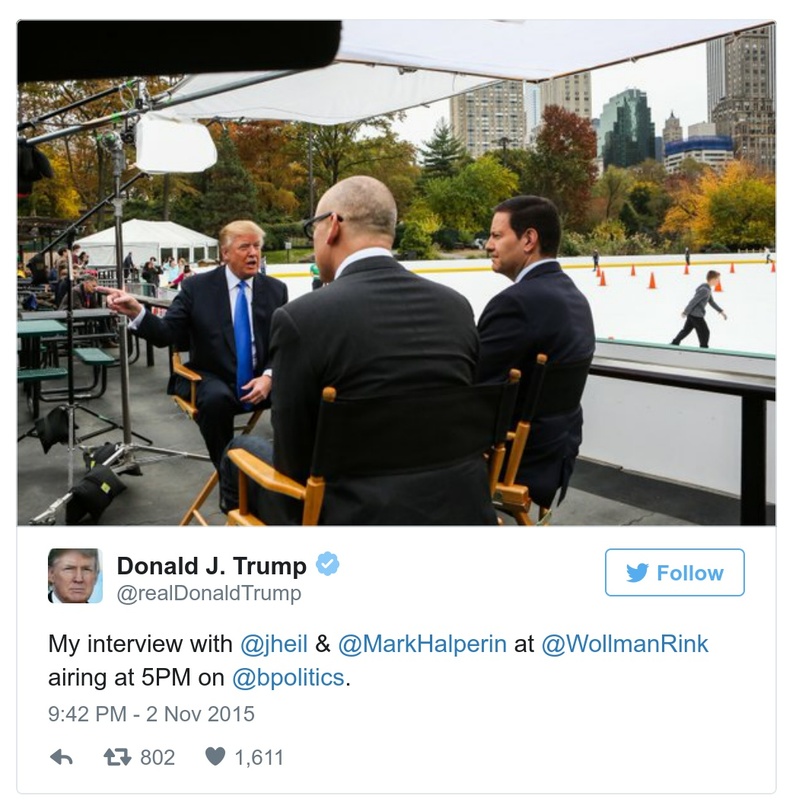 Donald J. Trump
@realDonaldTrump
Follow
My interview with @jheil & @MarkHalperin at @WollmanRink
airing at 5PM on @bpolitics.
9:42 PM - 2 Nov 2015
802 1,611